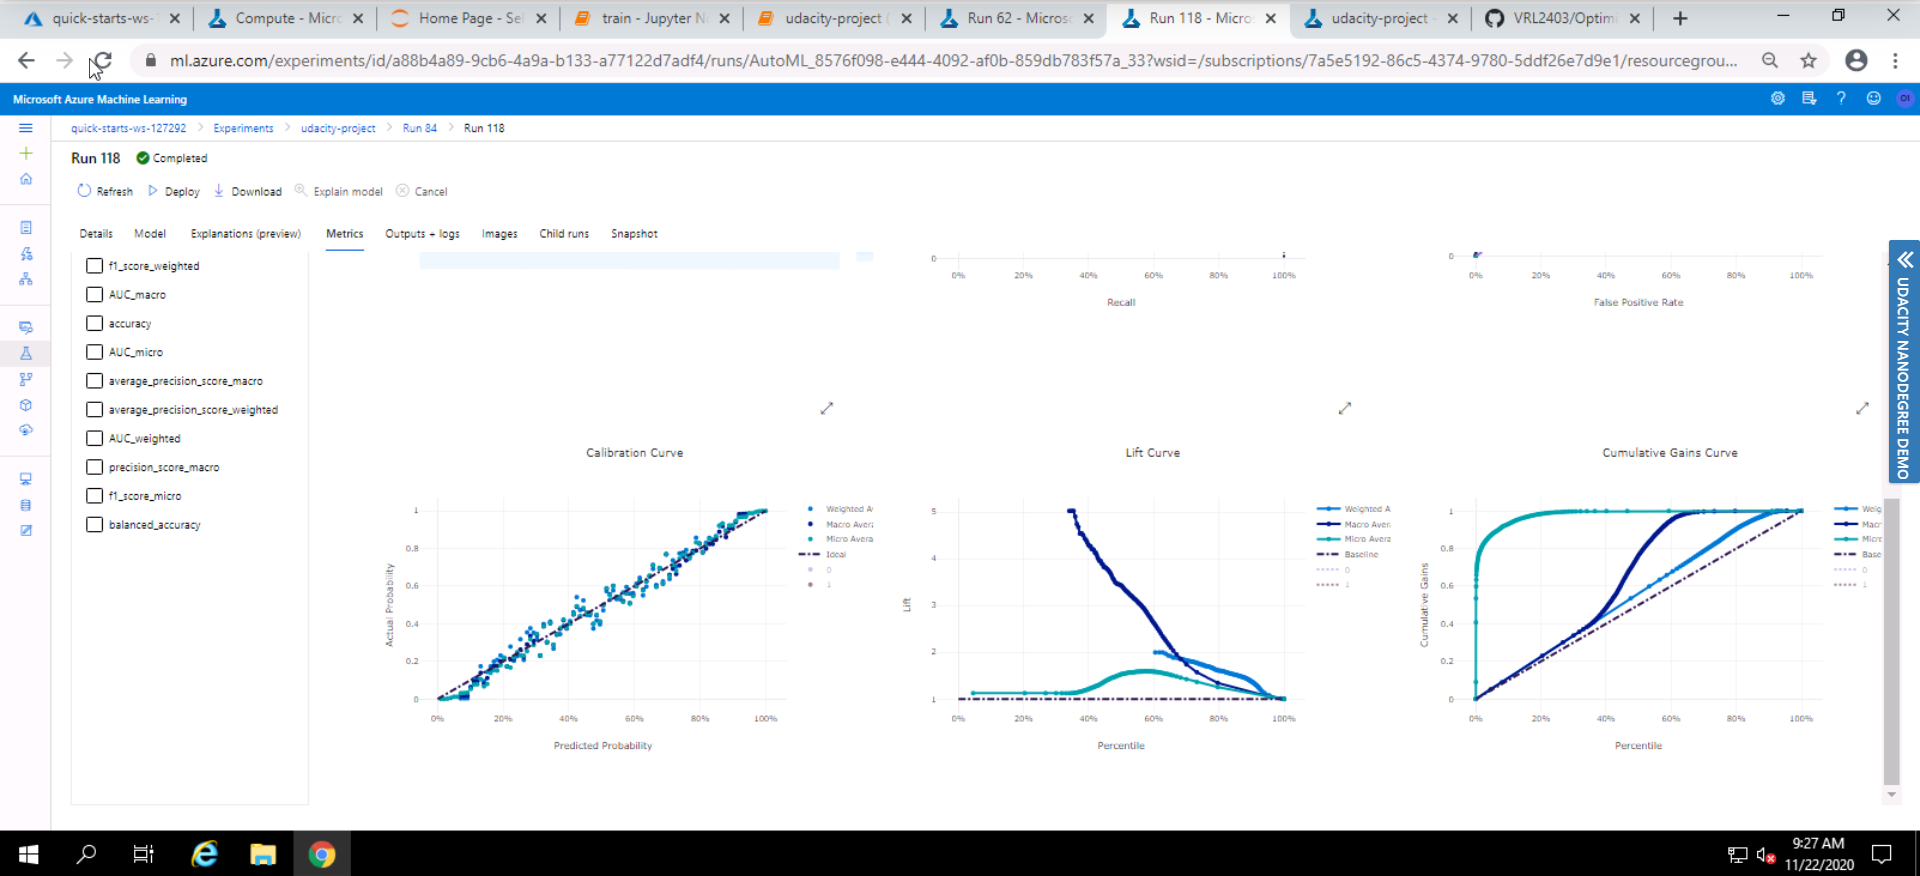 quick-starts-ws-
Compute - Micro
Home Page - Sel
train - Jupyter N
udacity-project (
Run 62 - Microso
Run 118 - Micro
udacity-project -
VRL2403/Optimi
ml.azure.com/experiments/id/a88b4a89-9cb6-4a9a-b133-a77122d7adf4/runs/AutoML_8576f098-e444-4092-af0b-859db783f57a_33?wsid=/subscriptions/7a5e5192-86c5-4374-9780-5ddf26e7d9e1/resourcegrou...
Microsoft Azure Machine Learning
OI
quick-starts-ws-127292 > Experiments > udacity-project > Run 84 > Run 118
Run 118 Completed
Refresh Deploy Download Explain model Cancel
Details Model Explanations (preview) Metrics Outputs + logs Images Child runs Snapshot
f1_score_weighted
AUC_macro
accuracy
AUC_micro
average_precision_score_macro
average_precision_score_weighted
AUC_weighted
precision_score_macro
f1_score_micro
balanced_accuracy
0
0% 20% 40% 60% 80% 100%
Recall
0
0% 20% 40% 60% 80% 100%
False Positive Rate
Calibration Curve
1
0.8
0.6
0.4
0.2
0
Actual Probability
0% 20% 40% 60% 80% 100%
Predicted Probability
Weighted A
Macro Avera
Micro Avera
Ideal
0
1
Lift Curve
5
4
3
2
1
Lift
0% 20% 40% 60% 80% 100%
Percentile
Weighted A
Macro Avera
Micro Avera
Baseline
0
1
Cumulative Gains Curve
1
0.8
0.6
0.4
0.2
0
Cumulative Gains
0% 20% 40% 60% 80% 100%
Percentile
Weig
Macr
Micr
Base
0
1
UDACITY NANODEGREE DEMO
9:27 AM
11/22/2020